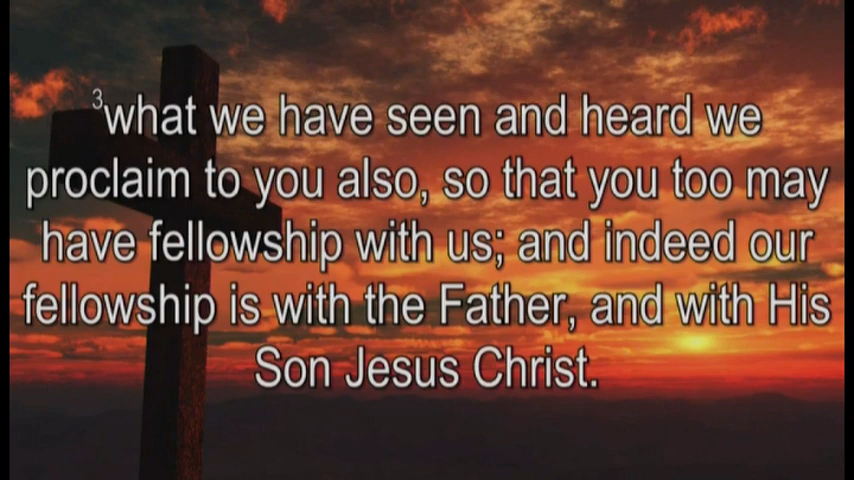 ³what we have seen and heard we
proclaim to you also, so that you too may
have fellowship with us; and indeed our
fellowship is with the Father, and with His
Son Jesus Christ.